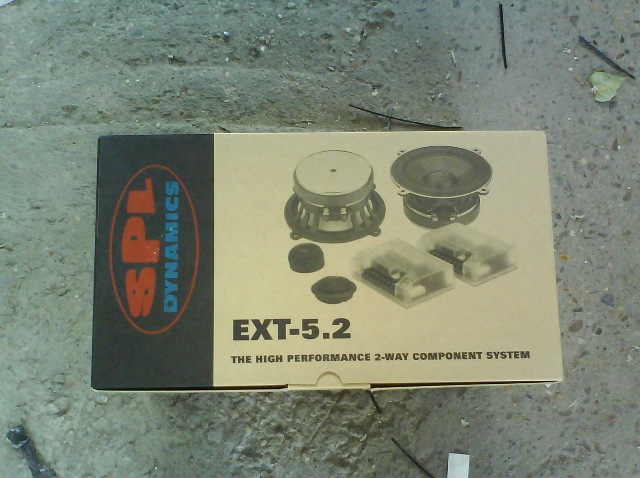 SPL
DYNAMICS
EXT-5.2
THE HIGH PERFORMANCE 2-WAY COMPONENT SYSTEM